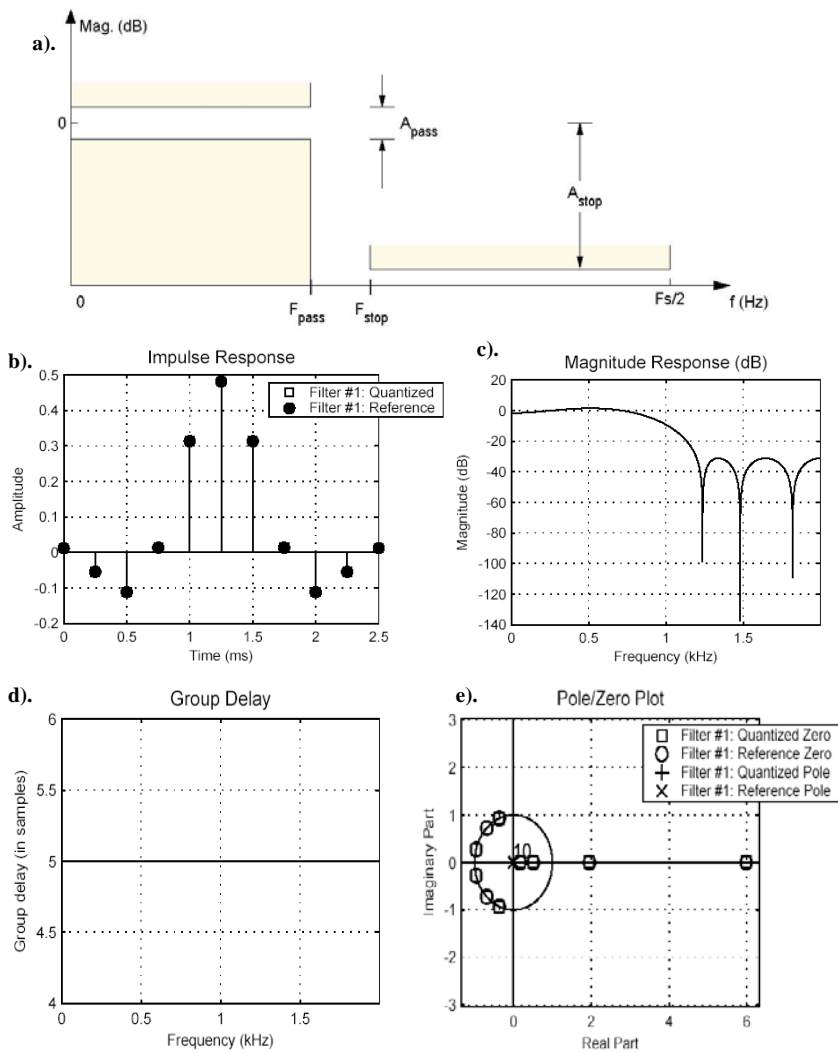 a).
Mag. (dB)
0
A_pass
A_stop
0
F_pass
F_stop
Fs/2
f (Hz)
b).
Impulse Response
Filter #1: Quantized
Filter #1: Reference
0.5
0.4
0.3
0.2
0.1
0
-0.1
-0.2
Amplitude
0
0.5
1
1.5
2
2.5
Time (ms)
c).
Magnitude Response (dB)
20
0
-20
-40
-60
-80
-100
-120
-140
Magnitude (dB)
0
0.5
1
1.5
Frequency (kHz)
d).
Group Delay
6
5.5
5
4.5
4
Group delay (in samples)
0
0.5
1
1.5
Frequency (kHz)
e).
Pole/Zero Plot
Filter #1: Quantized Zero
Filter #1: Reference Zero
Filter #1: Quantized Pole
Filter #1: Reference Pole
3
2
1
0
-1
-2
-3
Imaginary Part
10
0
2
4
6
Real Part